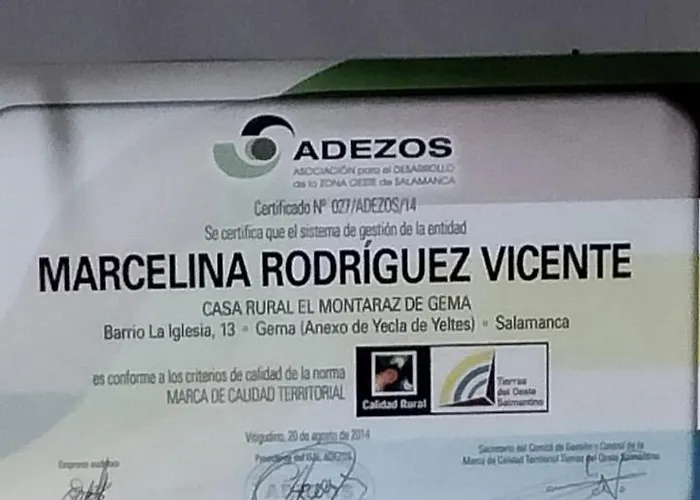 ADEZOS
ASOCIACIÓN para el DESARROLLO
de la ZONA OESTE de SALAMANCA
Certificado Nº 027/ADEZOS/14
Se certifica que el sistema de gestión de la entidad
MARCELINA RODRÍGUEZ VICENTE
CASA RURAL EL MONTARAZ DE GEMA
Barrio La Iglesia, 13 - Gema (Anexo de Yecla de Yeltes) - Salamanca
es conforme a los criterios de calidad de la norma
MARCA DE CALIDAD TERRITORIAL
Calidad Rural
Tierras
del Oeste
Salmantino
Vitigudino, 20 de agosto de 2014
Empresa auditora
Presidente del ADEZOS
Secretario del Comité de Gestión y Control de la
Marca de Calidad Territorial Tierras del Oeste Salmantino
ADEZOS